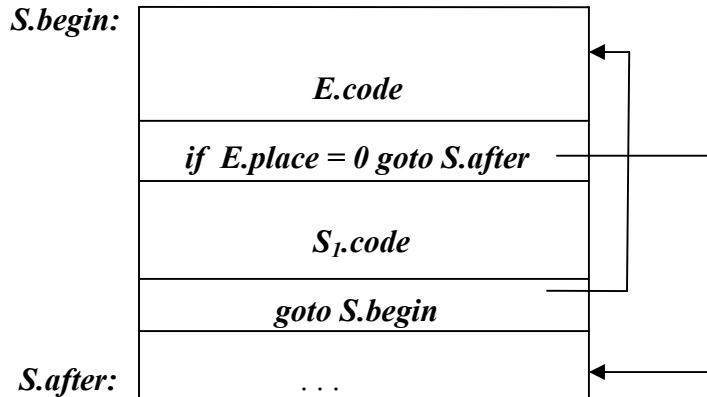 S.begin:
E.code
if E.place = 0 goto S.after
S₁.code
goto S.begin
S.after: . . .